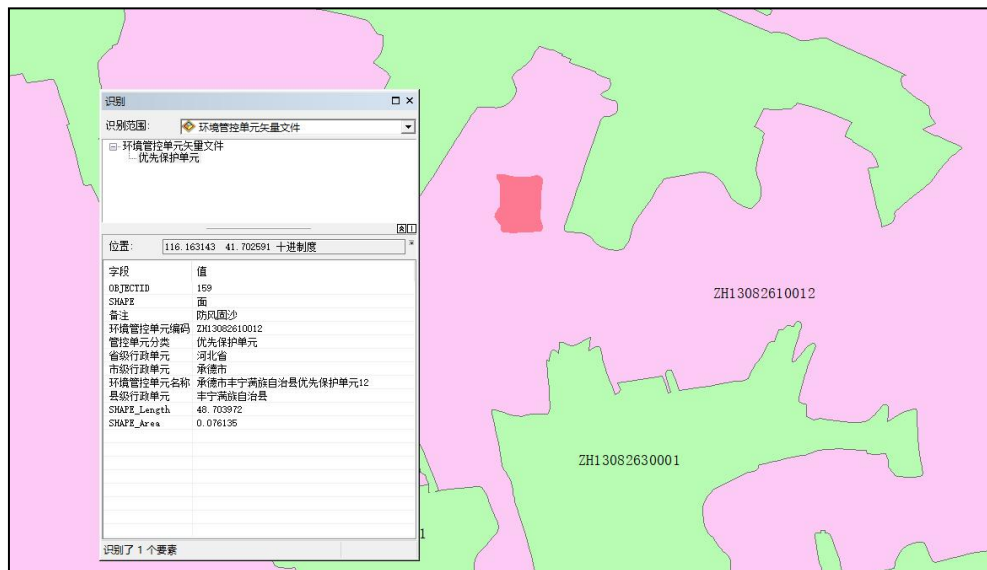 识别
识别范围: 环境管控单元矢量文件
环境管控单元矢量文件
优先保护单元
位置: 116.163143 41.702591 十进制度
字段 值
OBJECTID 159
SHAPE 面
备注 防风固沙
环境管控单元编码 ZH13082610012
管控单元分类 优先保护单元
省级行政单元 河北省
市级行政单元 承德市
环境管控单元名称 承德市丰宁满族自治县优先保护单元12
县级行政单元 丰宁满族自治县
SHAPE_Length 48.703972
SHAPE_Area 0.076135
识别了 1 个要素
ZH13082610012
ZH13082630001
1